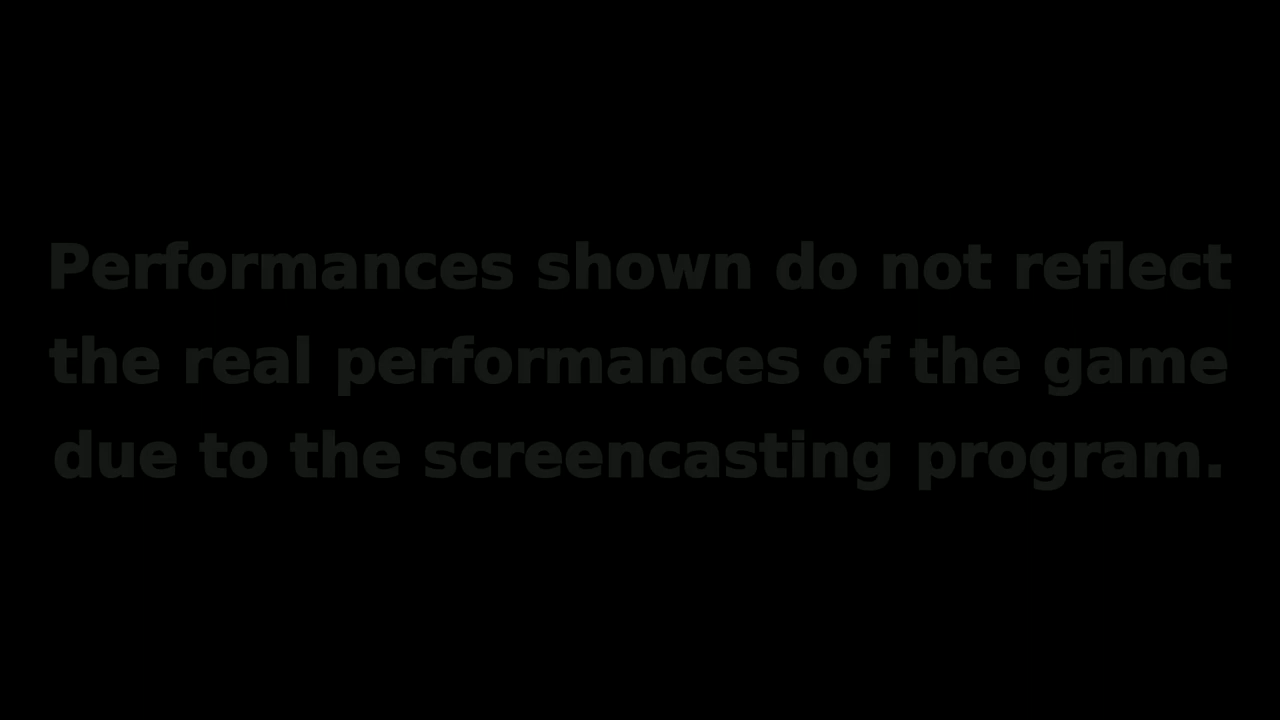 Performances shown do not reflect
the real performances of the game
due to the screencasting program.